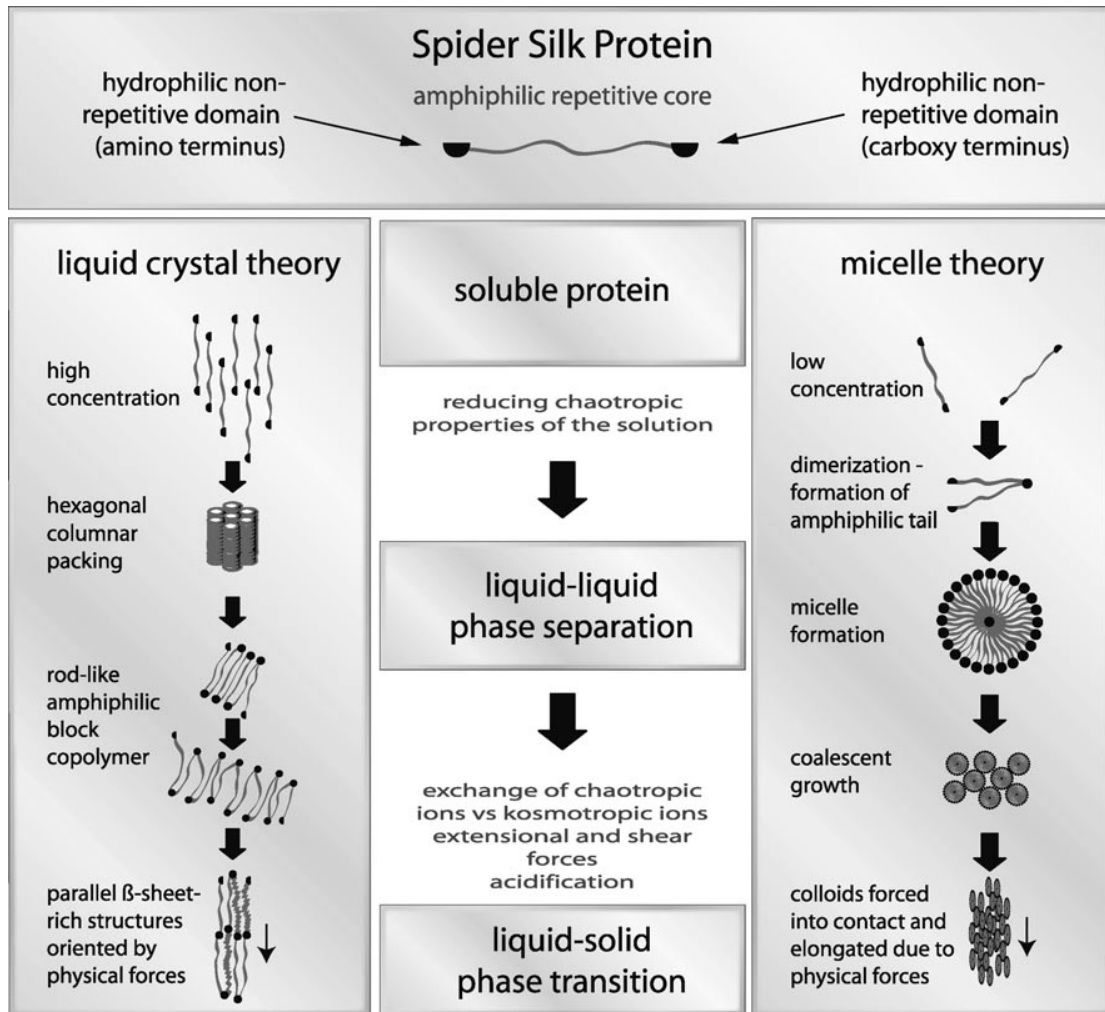 Spider Silk Protein
hydrophilic non-
repetitive domain
(amino terminus)
amphiphilic repetitive core
hydrophilic non-
repetitive domain
(carboxy terminus)
liquid crystal theory
high
concentration
hexagonal
columnar
packing
rod-like
amphiphilic
block
copolymer
parallel ß-sheet-
rich structures
oriented by
physical forces
soluble protein
reducing chaotropic
properties of the solution
liquid-liquid
phase separation
exchange of chaotropic
ions vs kosmotropic ions
extensional and shear
forces
acidification
liquid-solid
phase transition
micelle theory
low
concentration
dimerization -
formation of
amphiphilic tail
micelle
formation
coalescent
growth
colloids forced
into contact and
elongated due to
physical forces